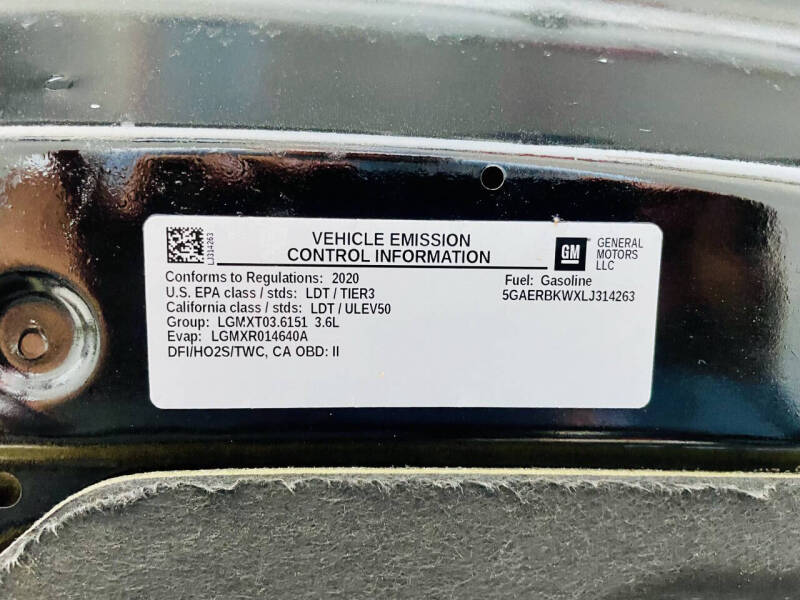 LJ314263
VEHICLE EMISSION
CONTROL INFORMATION
GM
GENERAL
MOTORS
LLC
Conforms to Regulations: 2020
U.S. EPA class / stds: LDT / TIER3
California class / stds: LDT / ULEV50
Group: LGMXT03.6151 3.6L
Evap: LGMXR014640A
DFI/HO2S/TWC, CA OBD: II
Fuel: Gasoline
5GAERBKWXLJ314263